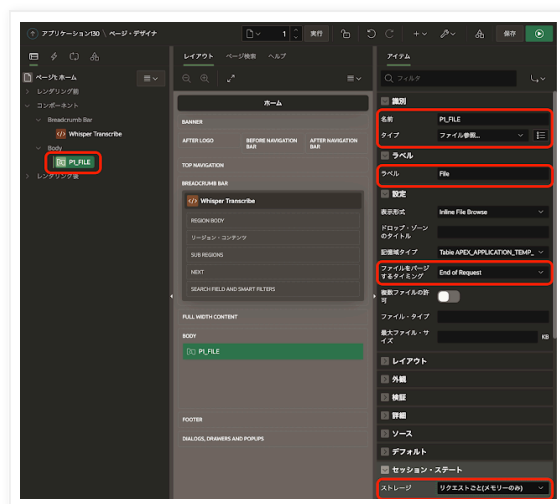 アプリケーション130 \ ページ・デザイナ
1
実行
保存
ページ1: ホーム
レンダリング前
コンポーネント
Breadcrumb Bar
Whisper Transcribe
Body
P1_FILE
レンダリング後
レイアウト ページ検索 ヘルプ
ホーム
BANNER
AFTER LOGO
BEFORE NAVIGATION BAR
AFTER NAVIGATION BAR
TOP NAVIGATION
BREADCRUMB BAR
Whisper Transcribe
REGION BODY
リージョン・コンテンツ
SUB REGIONS
NEXT
SEARCH FIELD AND SMART FILTERS
FULL WIDTH CONTENT
BODY
P1_FILE
FOOTER
DIALOGS, DRAWERS AND POPUPS
アイテム
フィルタ
識別
名前 P1_FILE
タイプ ファイル参照...
ラベル
ラベル File
設定
表示形式 Inline File Browse
ドロップ・ゾーン
のタイトル
記憶域タイプ Table APEX_APPLICATION_TEMP_
ファイルをパージ
するタイミング End of Request
複数ファイルの許
可
ファイル・タイプ
最大ファイル・サ
イズ KB
レイアウト
外観
検証
詳細
ソース
デフォルト
セッション・ステート
ストレージ リクエストごと(メモリーのみ)